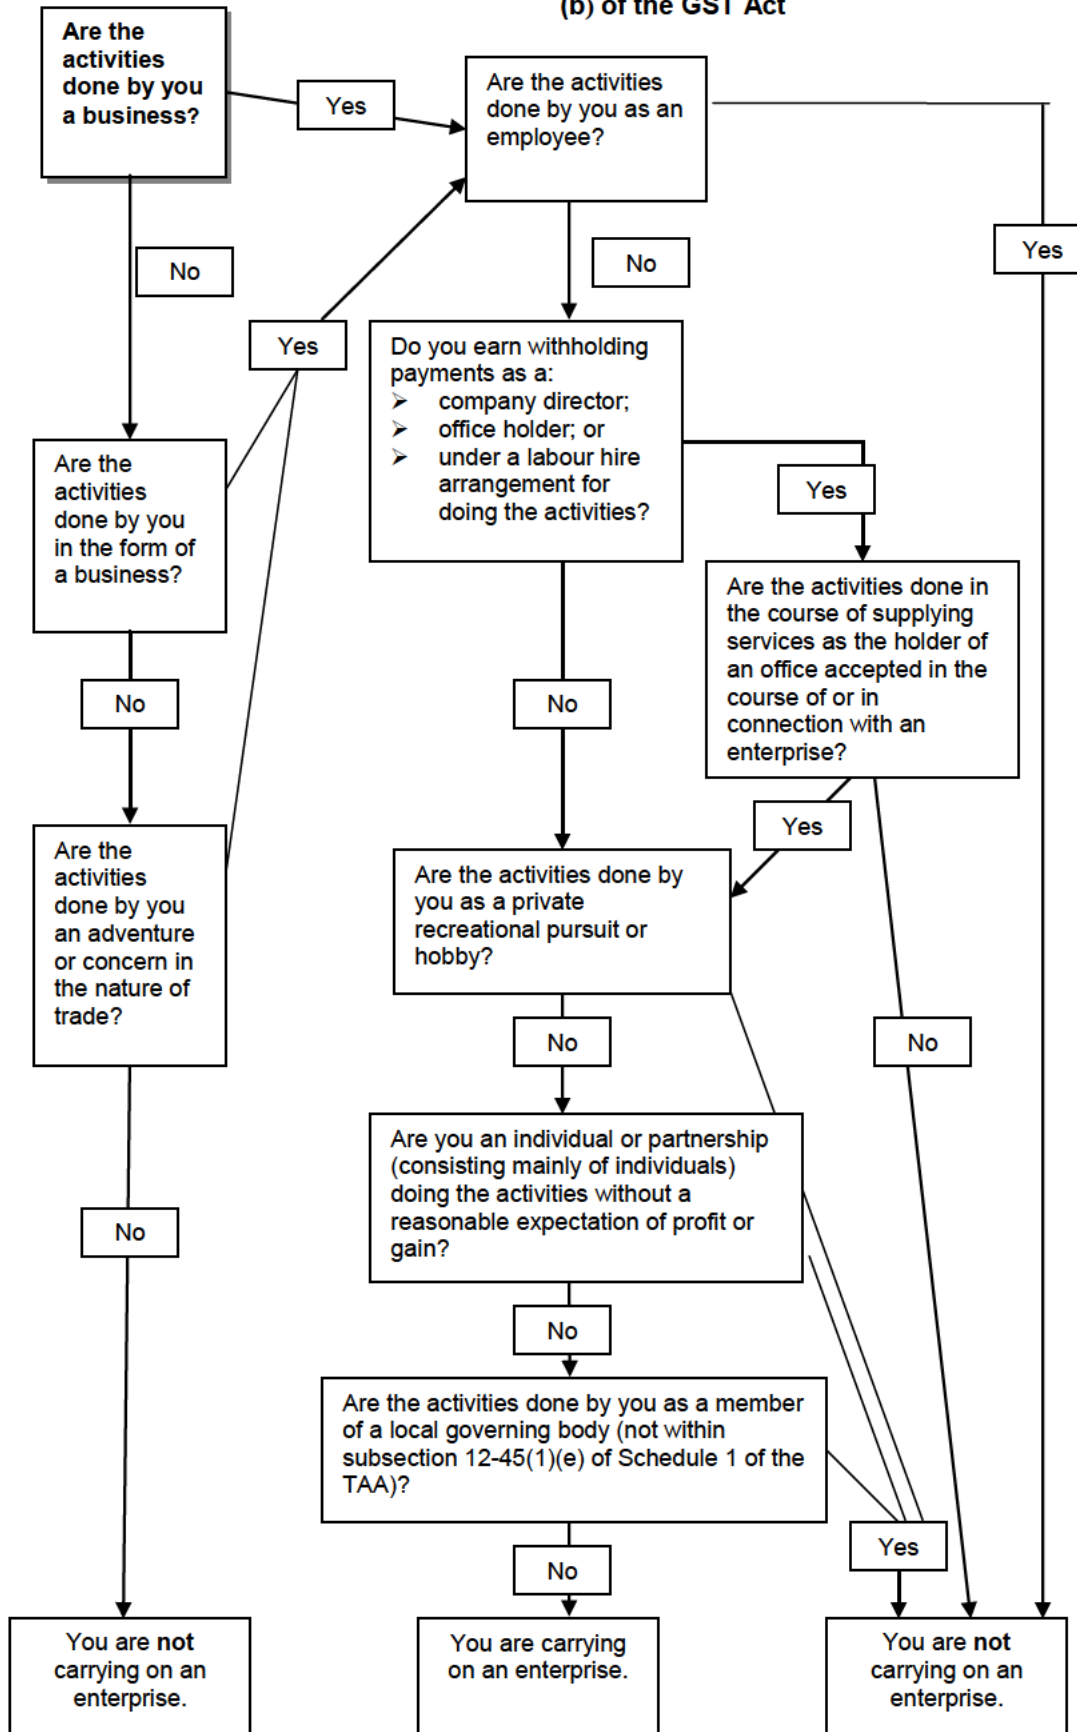 (b) of the GST Act
Are the
activities
done by you
a business?
Yes
Are the activities
done by you as an
employee?
Yes
No
No
Yes
Do you earn withholding
payments as a:
➢ company director;
➢ office holder; or
➢ under a labour hire
arrangement for
doing the activities?
Are the
activities
done by you
in the form of
a business?
Yes
Are the activities done in
the course of supplying
services as the holder of
an office accepted in the
course of or in
connection with an
enterprise?
No
No
Yes
Are the
activities
done by you
an adventure
or concern in
the nature of
trade?
Are the activities done by
you as a private
recreational pursuit or
hobby?
No
No
Are you an individual or partnership
(consisting mainly of individuals)
doing the activities without a
reasonable expectation of profit or
gain?
No
No
Are the activities done by you as a member
of a local governing body (not within
subsection 12-45(1)(e) of Schedule 1 of the
TAA)?
Yes
No
You are not
carrying on an
enterprise.
You are carrying
on an enterprise.
You are not
carrying on an
enterprise.